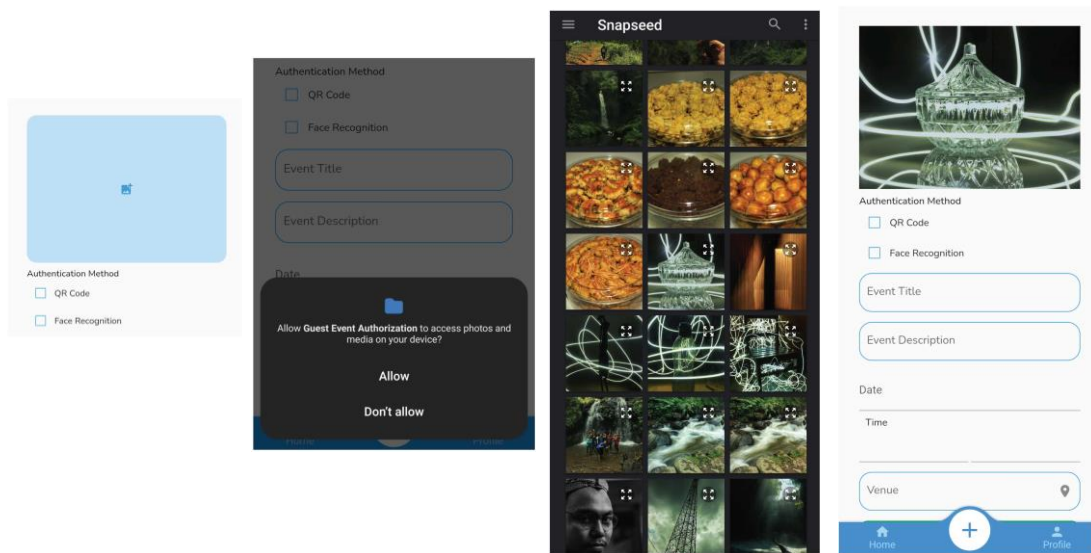 Authentication Method
QR Code
Face Recognition
Authentication Method
QR Code
Face Recognition
Event Title
Event Description
Date
Allow Guest Event Authorization to access photos and
media on your device?
Allow
Don't allow
Home
Profile
Snapseed
Authentication Method
QR Code
Face Recognition
Event Title
Event Description
Date
Time
Venue
Home
Profile